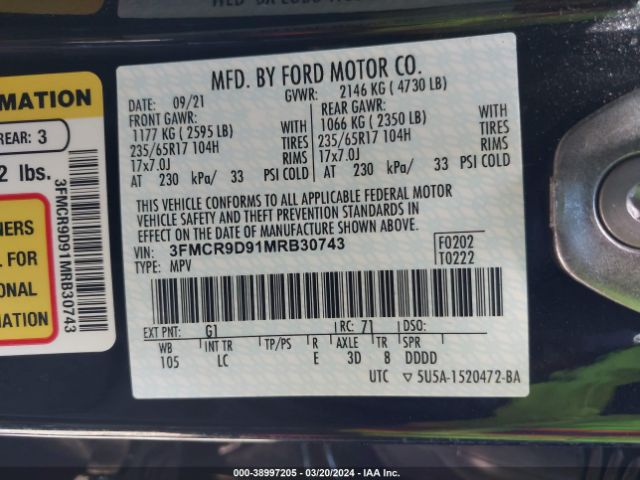 MFD. BY FORD MOTOR CO.
DATE: 09/21 GVWR: 2146 KG ( 4730 LB)
FRONT GAWR: REAR GAWR:
1177 KG ( 2595 LB) WITH 1066 KG ( 2350 LB) WITH
235/65R17 104H TIRES 235/65R17 104H TIRES
17x7.0J RIMS 17x7.0J RIMS
AT 230 kPa/ 33 PSI COLD AT 230 kPa/ 33 PSI COLD
THIS VEHICLE CONFORMS TO ALL APPLICABLE FEDERAL MOTOR
VEHICLE SAFETY AND THEFT PREVENTION STANDARDS IN
EFFECT ON THE DATE OF MANUFACTURE SHOWN ABOVE.
VIN: 3FMCR9D91MRB30743 F0202
TYPE: MPV T0222
EXT PNT: G1 RC: 71 DSO:
WB INT TR TP/PS R AXLE TR SPR
105 LC E 3D 8 DDDD
UTC ▽ 5U5A-1520472-BA
RMATION
REAR: 3
2 lbs.
3FMCR9D91MRB30743
NERS
L FOR
ONAL
MATION
000-38997205 - 03/20/2024 - IAA Inc.